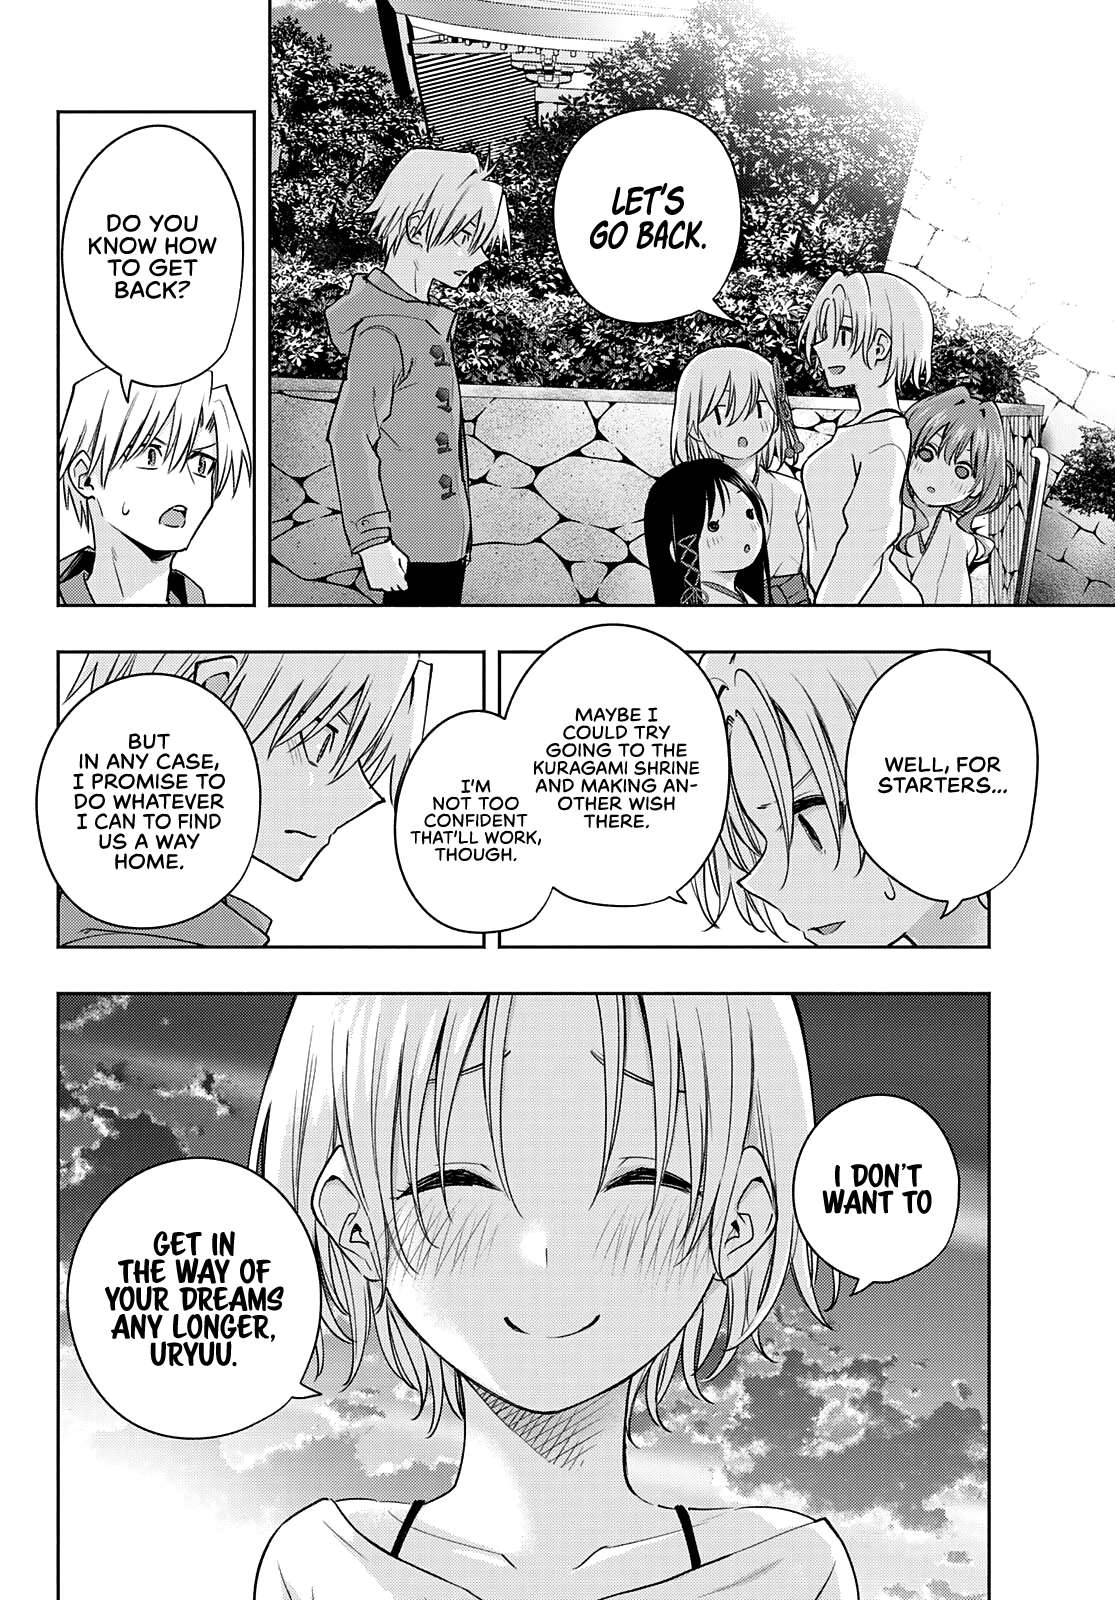 LET'S
GO BACK.
DO YOU
KNOW HOW
TO GET
BACK?
WELL, FOR
STARTERS...
MAYBE I
COULD TRY
GOING TO THE
KURAGAMI SHRINE
AND MAKING AN-
OTHER WISH
THERE.
I'M
NOT TOO
CONFIDENT
THAT'LL WORK,
THOUGH.
BUT
IN ANY CASE,
I PROMISE TO
DO WHATEVER
I CAN TO FIND
US A WAY
HOME.
I DON'T
WANT TO
GET IN
THE WAY OF
YOUR DREAMS
ANY LONGER,
URYUU.